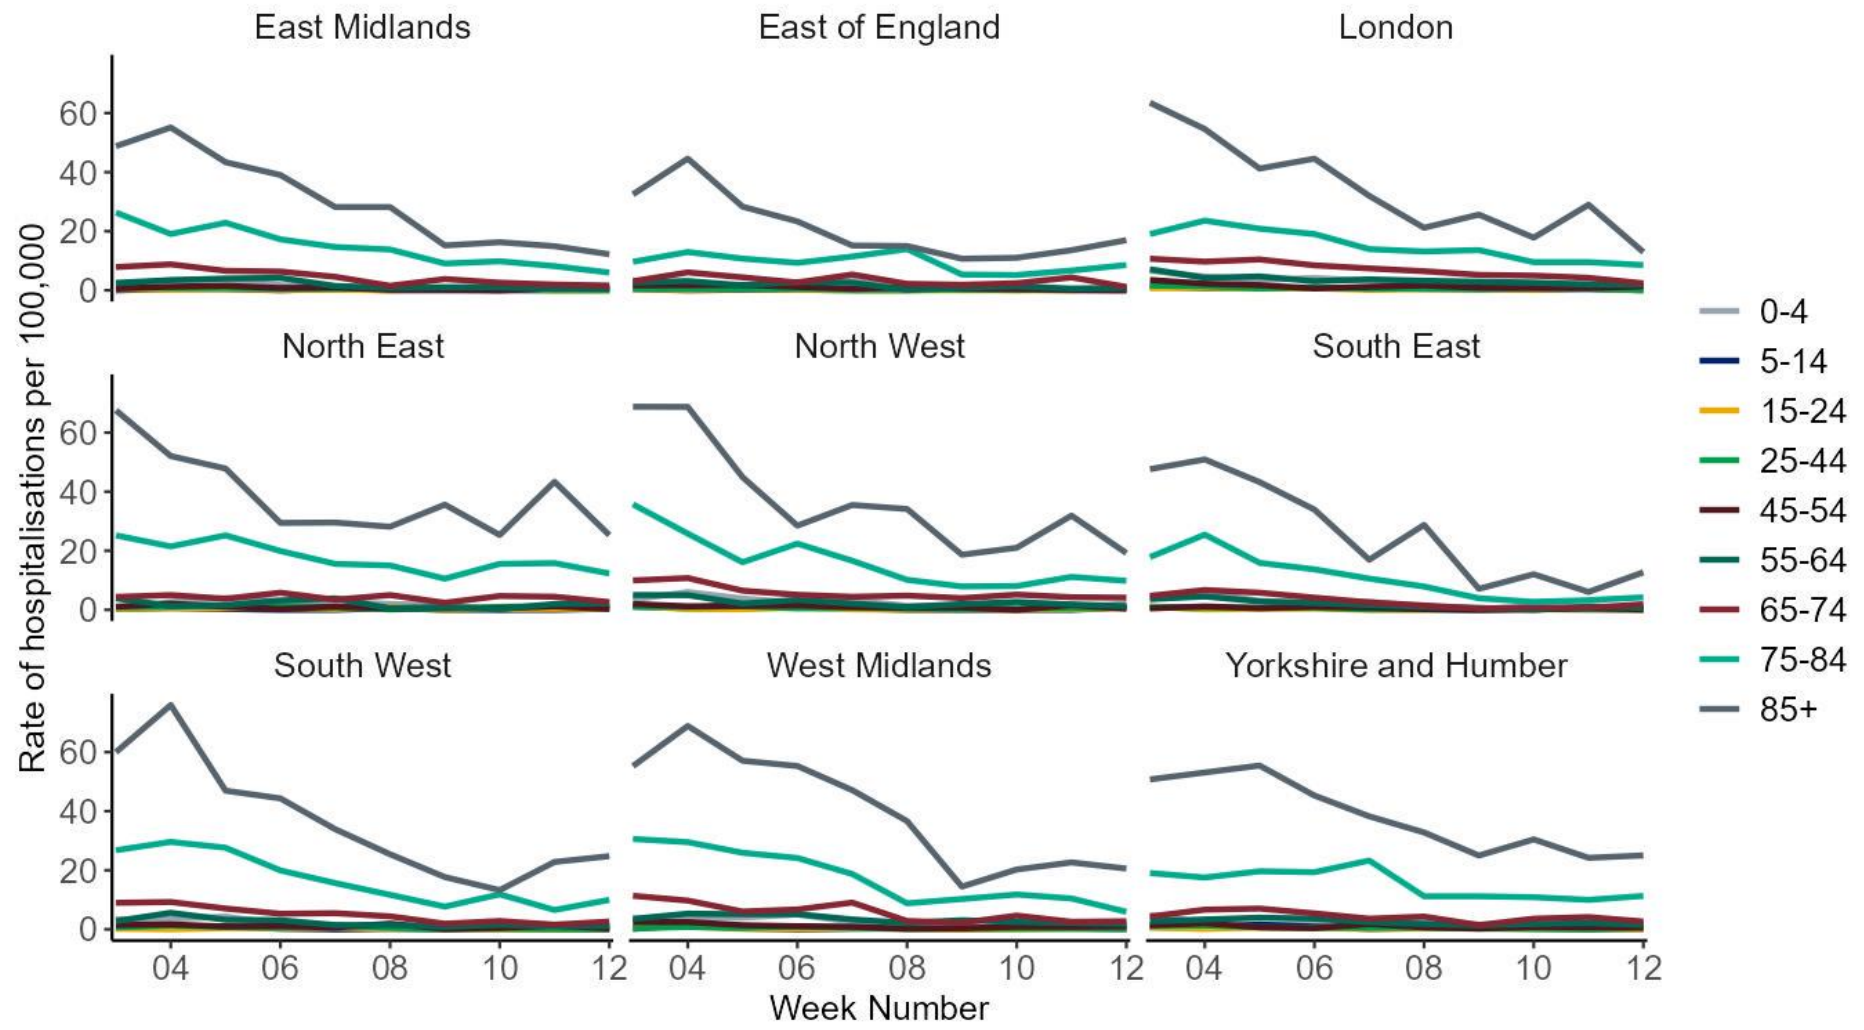 East Midlands
East of England
London
60
40
20
0
North East
North West
South East
60
40
20
0
South West
West Midlands
Yorkshire and Humber
60
40
20
0
04 06 08 10 12
04 06 08 10 12
04 06 08 10 12
Week Number
Rate of hospitalisations per 100,000
0-4
5-14
15-24
25-44
45-54
55-64
65-74
75-84
85+